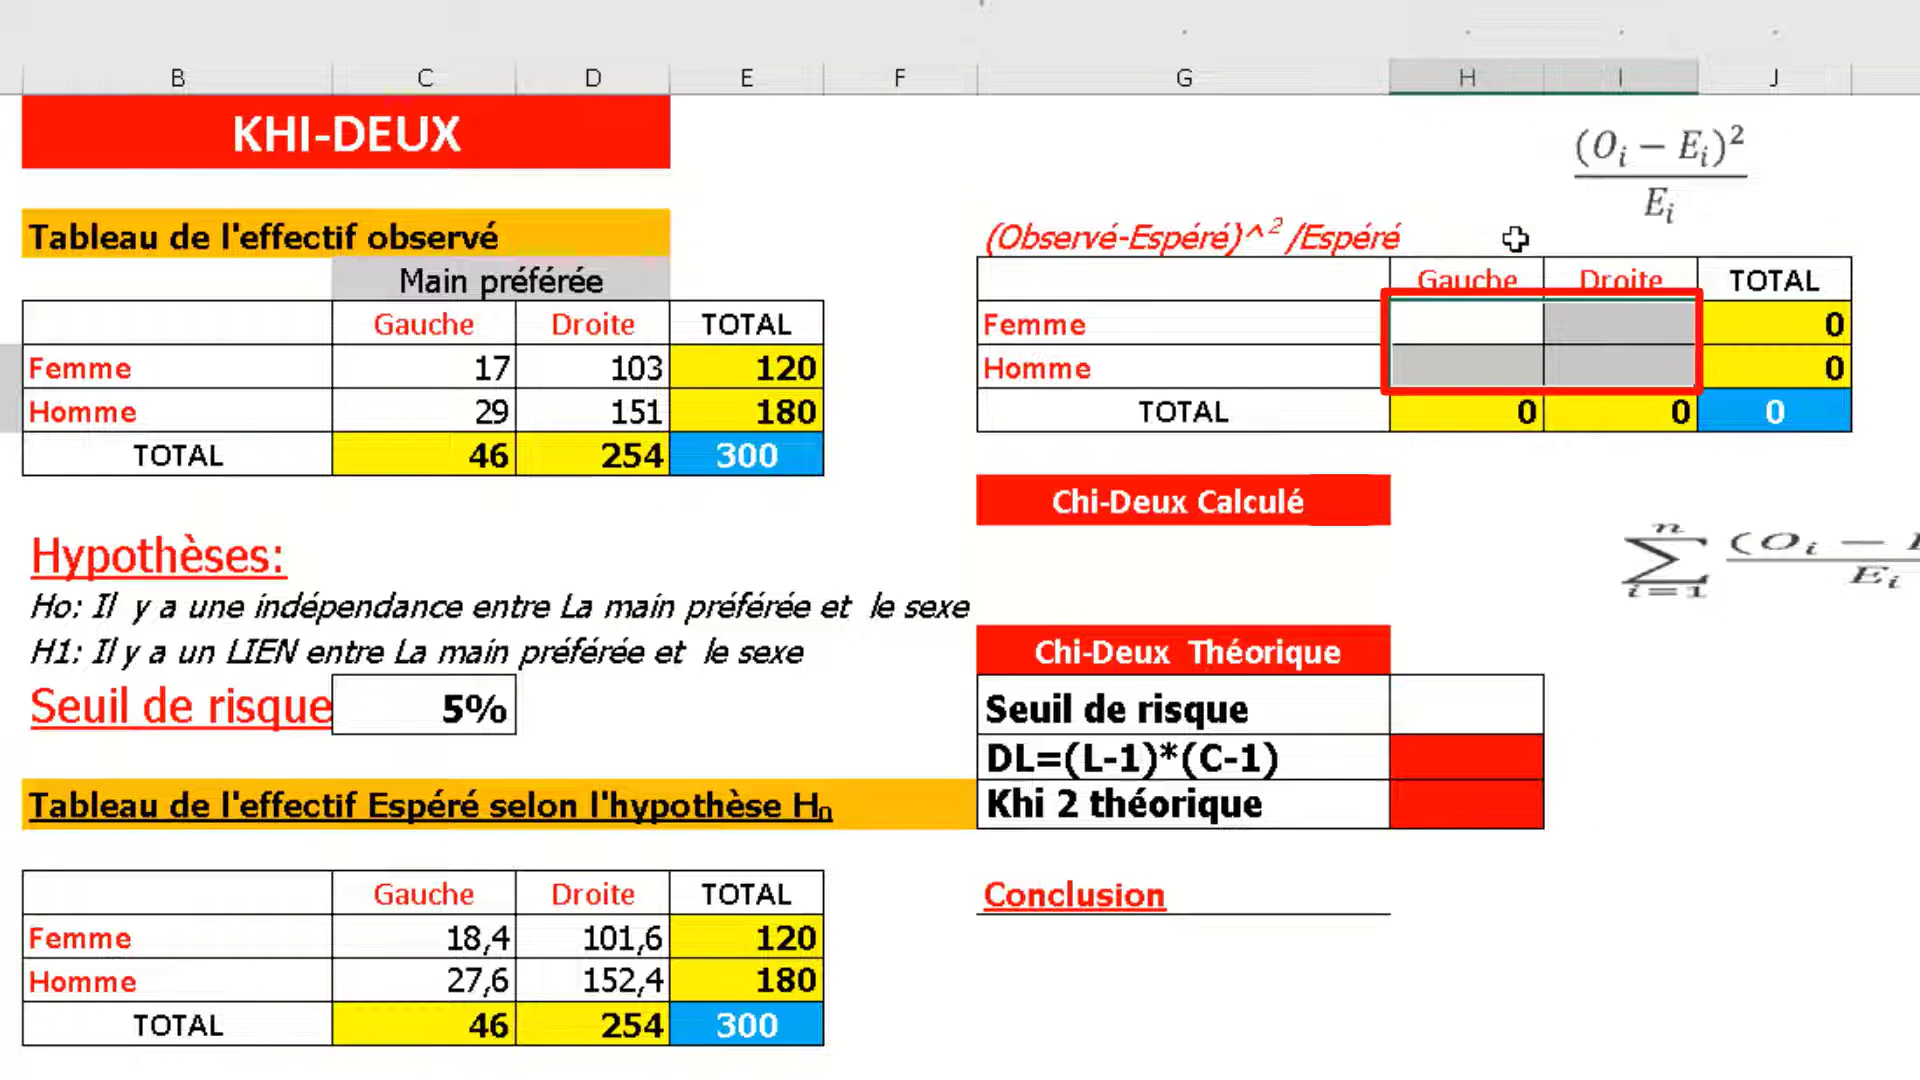 B C D E F G H I J
KHI-DEUX
Tableau de l'effectif observé
Main préférée
Gauche Droite TOTAL
Femme 17 103 120
Homme 29 151 180
TOTAL 46 254 300
Hypothèses:
Ho: Il y a une indépendance entre La main préférée et le sexe
H1: Il y a un LIEN entre La main préférée et le sexe
Seuil de risque 5%
Tableau de l'effectif Espéré selon l'hypothèse H₀
Gauche Droite TOTAL
Femme 18,4 101,6 120
Homme 27,6 152,4 180
TOTAL 46 254 300
(Oᵢ − Eᵢ)²
Eᵢ
(Observé-Espéré)^² /Espéré
Gauche Droite TOTAL
Femme 0
Homme 0
TOTAL 0 0 0
Chi-Deux Calculé
n
∑ (Oᵢ −
Eᵢ
i=1
Chi-Deux Théorique
Seuil de risque
DL=(L-1)*(C-1)
Khi 2 théorique
Conclusion